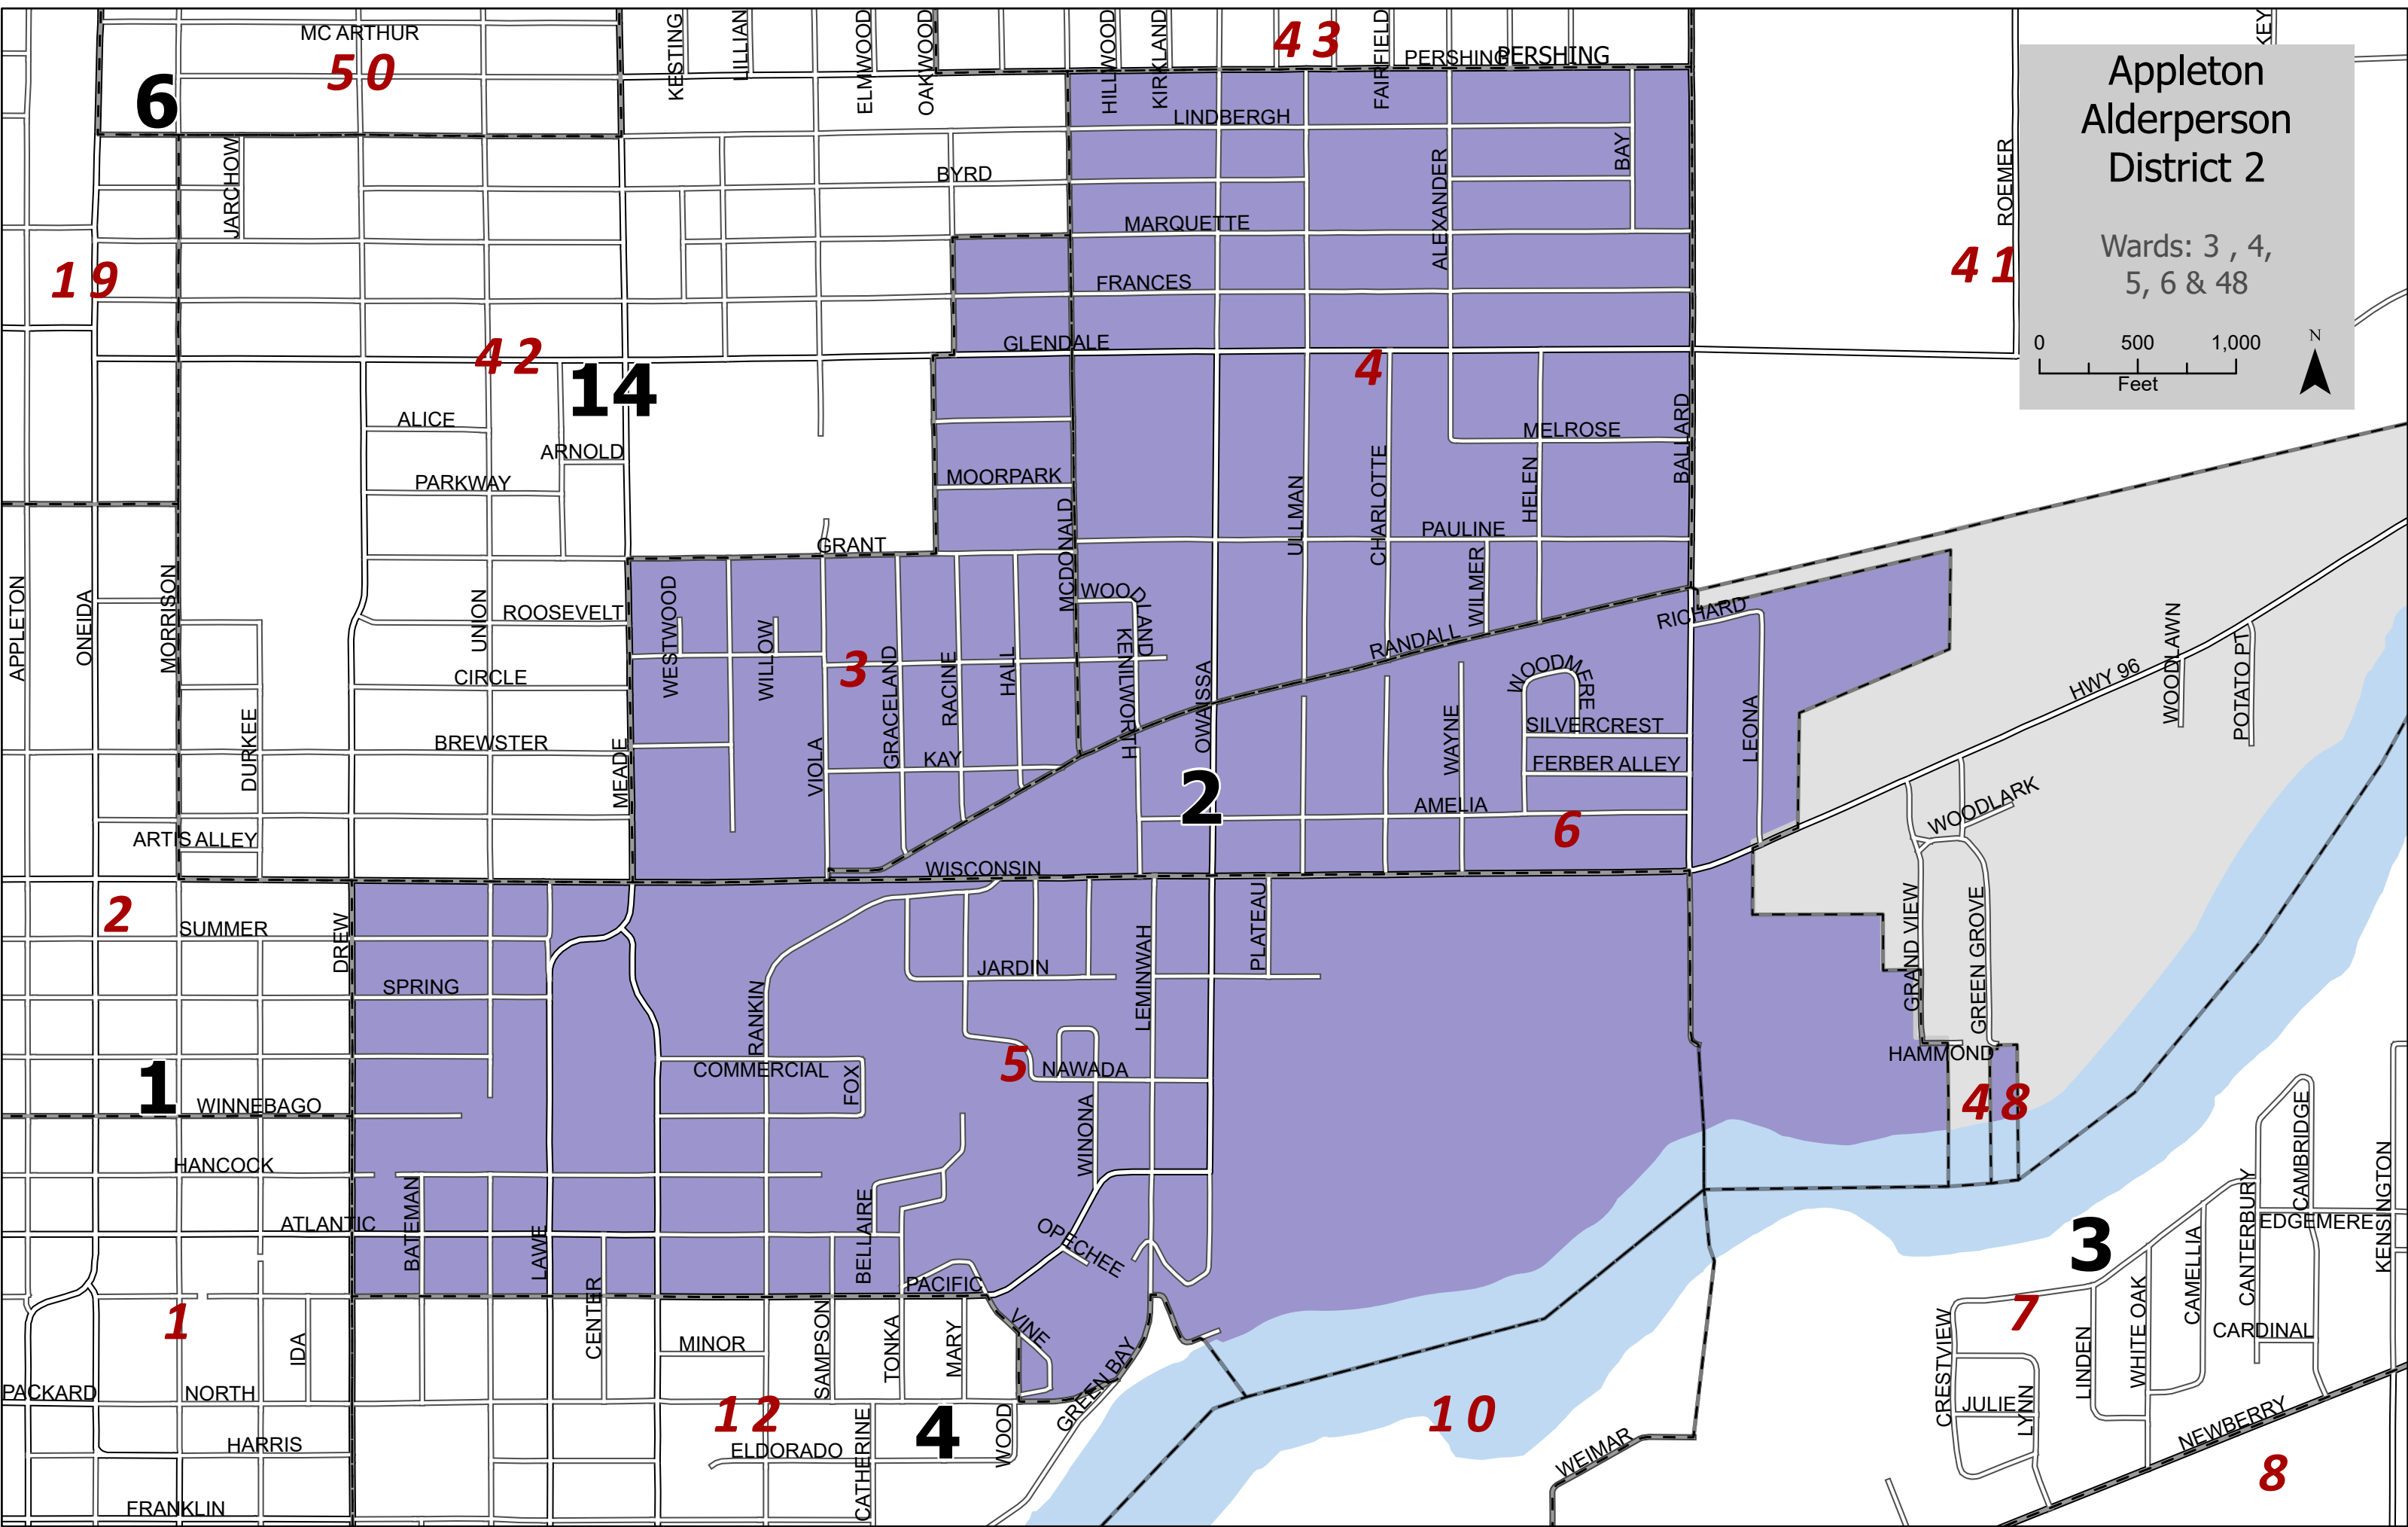 Appleton
Alderperson
District 2
Wards: 3 , 4,
5, 6 & 48
0 500 1,000
Feet
N
MC ARTHUR
50
6
KESTING
LILLIAN
ELMWOOD
OAKWOOD
HILLWOOD
KIRKLAND
43
FAIRFIELD
PERSHING
PERSHING
KEY
LINDBERGH
JARCHOW
BYRD
ALEXANDER
BAY
ROEMER
MARQUETTE
19
41
FRANCES
GLENDALE
42
14
4
ALICE
ARNOLD
PARKWAY
MELROSE
BALLARD
MOORPARK
MCDONALD
ULLMAN
CHARLOTTE
HELEN
PAULINE
WILMER
GRANT
APPLETON
ONEIDA
MORRISON
UNION
ROOSEVELT
CIRCLE
WESTWOOD
WILLOW
3
GRACELAND
RACINE
HALL
WOODLAND
KENILWORTH
OWAISSA
RANDALL
RICHARD
WOODMERE
HWY 96
WOODLAWN
POTATO PT
DURKEE
BREWSTER
MEADE
VIOLA
KAY
2
WAYNE
SILVERCREST
FERBER ALLEY
LEONA
AMELIA
6
WOODLARK
ARTIS ALLEY
WISCONSIN
2
SUMMER
DREW
SPRING
RANKIN
JARDIN
LEMINWAH
PLATEAU
GRAND VIEW
GREEN GROVE
HAMMOND
48
1
WINNEBAGO
COMMERCIAL
FOX
5
NAWADA
WINONA
HANCOCK
ATLANTIC
BATEMAN
LAWE
BELLAIRE
OPECHEE
PACIFIC
3
CANTERBURY
CAMBRIDGE
EDGEMERE
KENSINGTON
CAMELLIA
1
IDA
CENTER
MINOR
SAMPSON
TONKA
MARY
VINE
GREEN BAY
7
CRESTVIEW
LINDEN
WHITE OAK
CARDINAL
PACKARD
NORTH
12
4
WOOD
10
JULIE
LYNN
HARRIS
ELDORADO
CATHERINE
WEIMAR
NEWBERRY
8
FRANKLIN